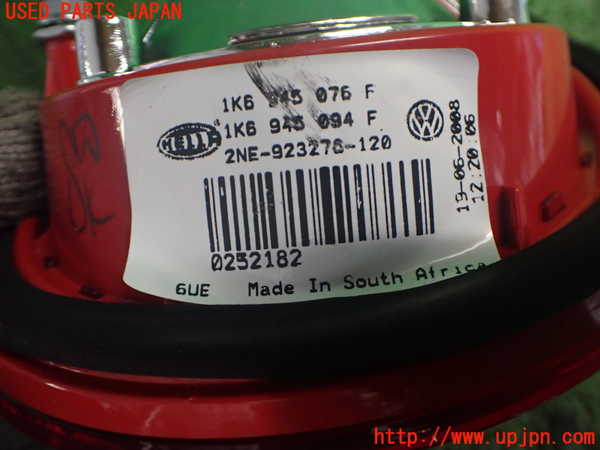 USED PARTS JAPAN
1K6 945 076 F
HELLA
1K6 945 094 F
2NE-923276-120
19-06-2008
12:20:06
0252182
6UE Made In South Africa
http://www.upjpn.com